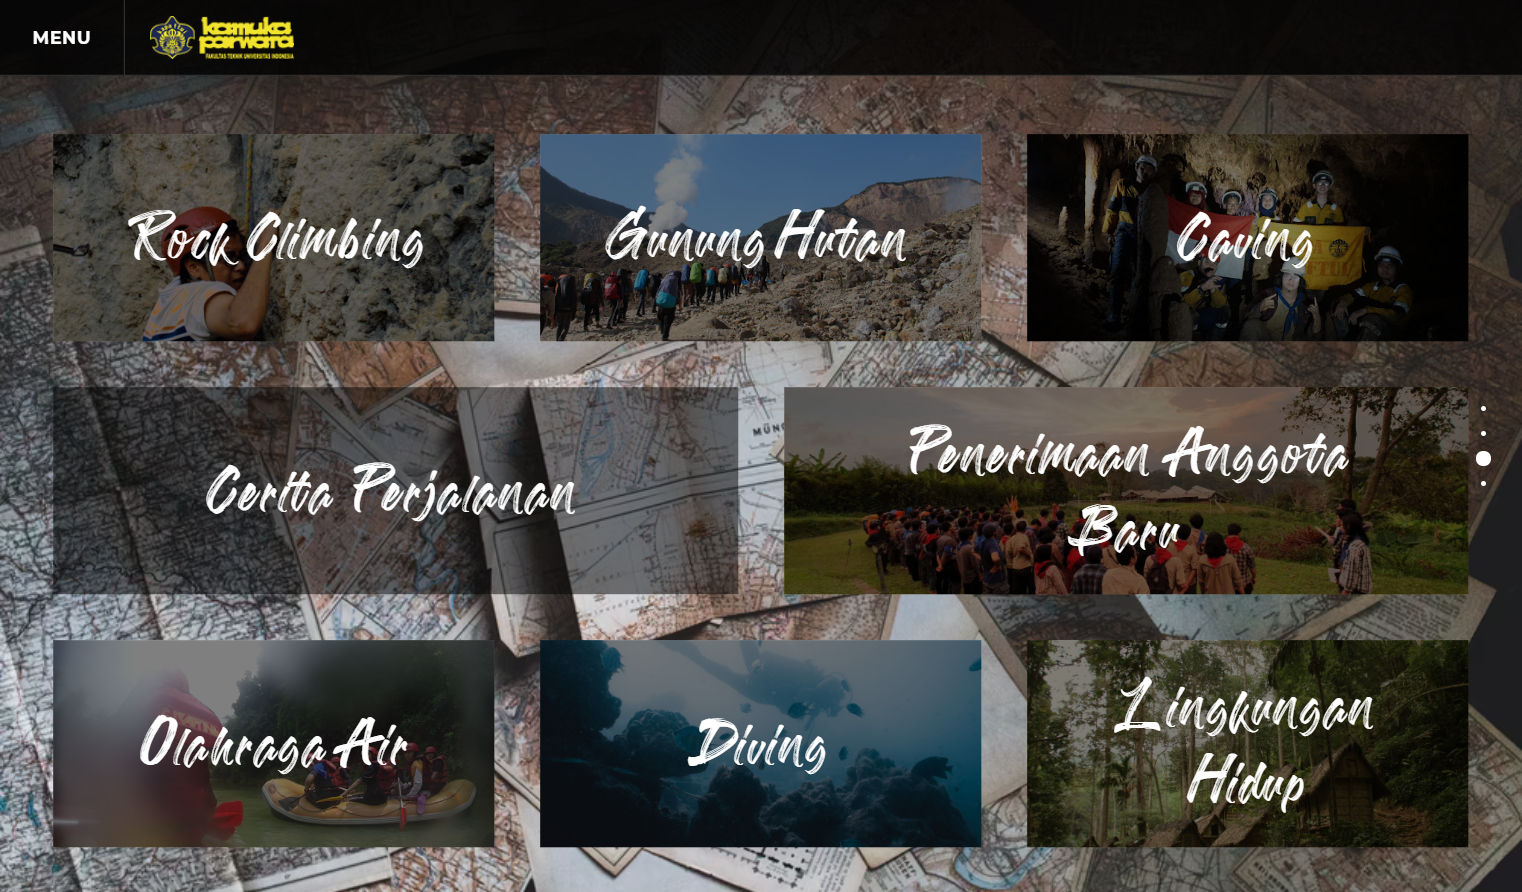 MENU
kamuka
parwata
FAKULTAS TEKNIK UNIVERSITAS INDONESIA
Rock Climbing
Gunung Hutan
Caving
Cerita Perjalanan
MÜN
Penerimaan Anggota
Baru
Olahraga Air
Diving
Lingkungan
Hidup